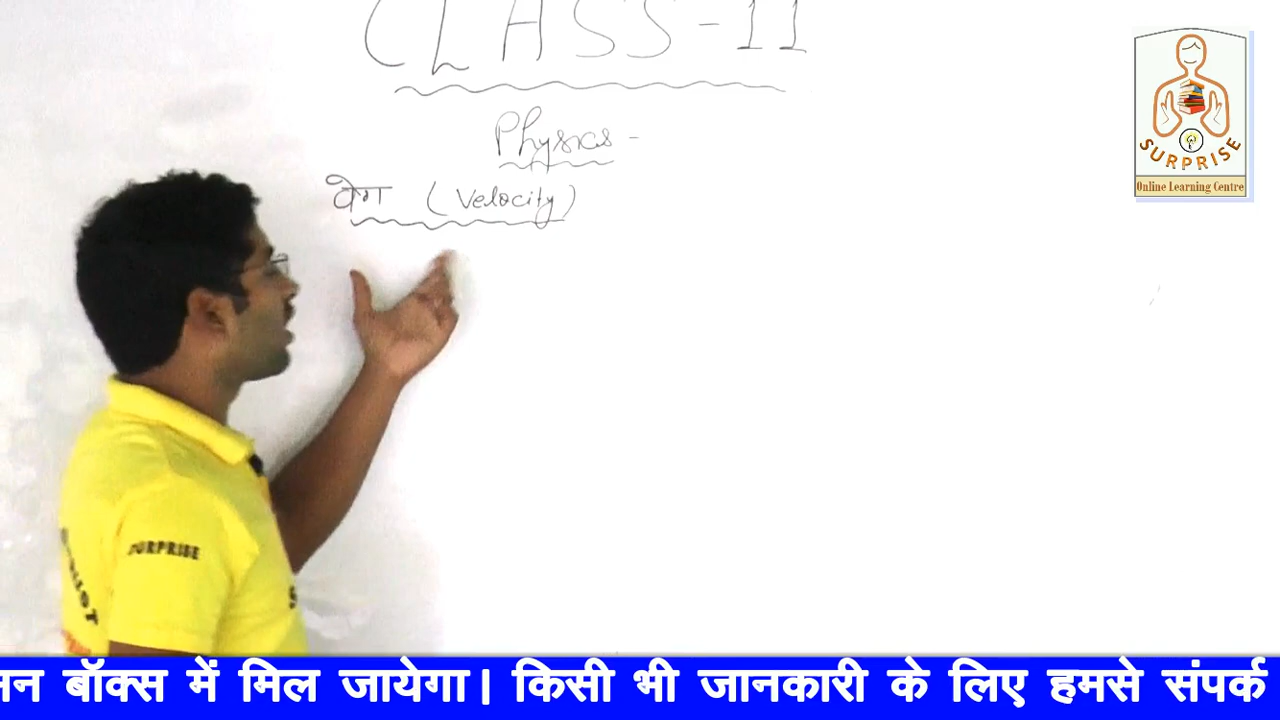 CLASS-11
Physics -
वेग (Velocity)
SURPRISE
Online Learning Centre
SURPRISE
बॉक्स में मिल जायेगा। किसी भी जानकारी के लिए हमसे संपर्क